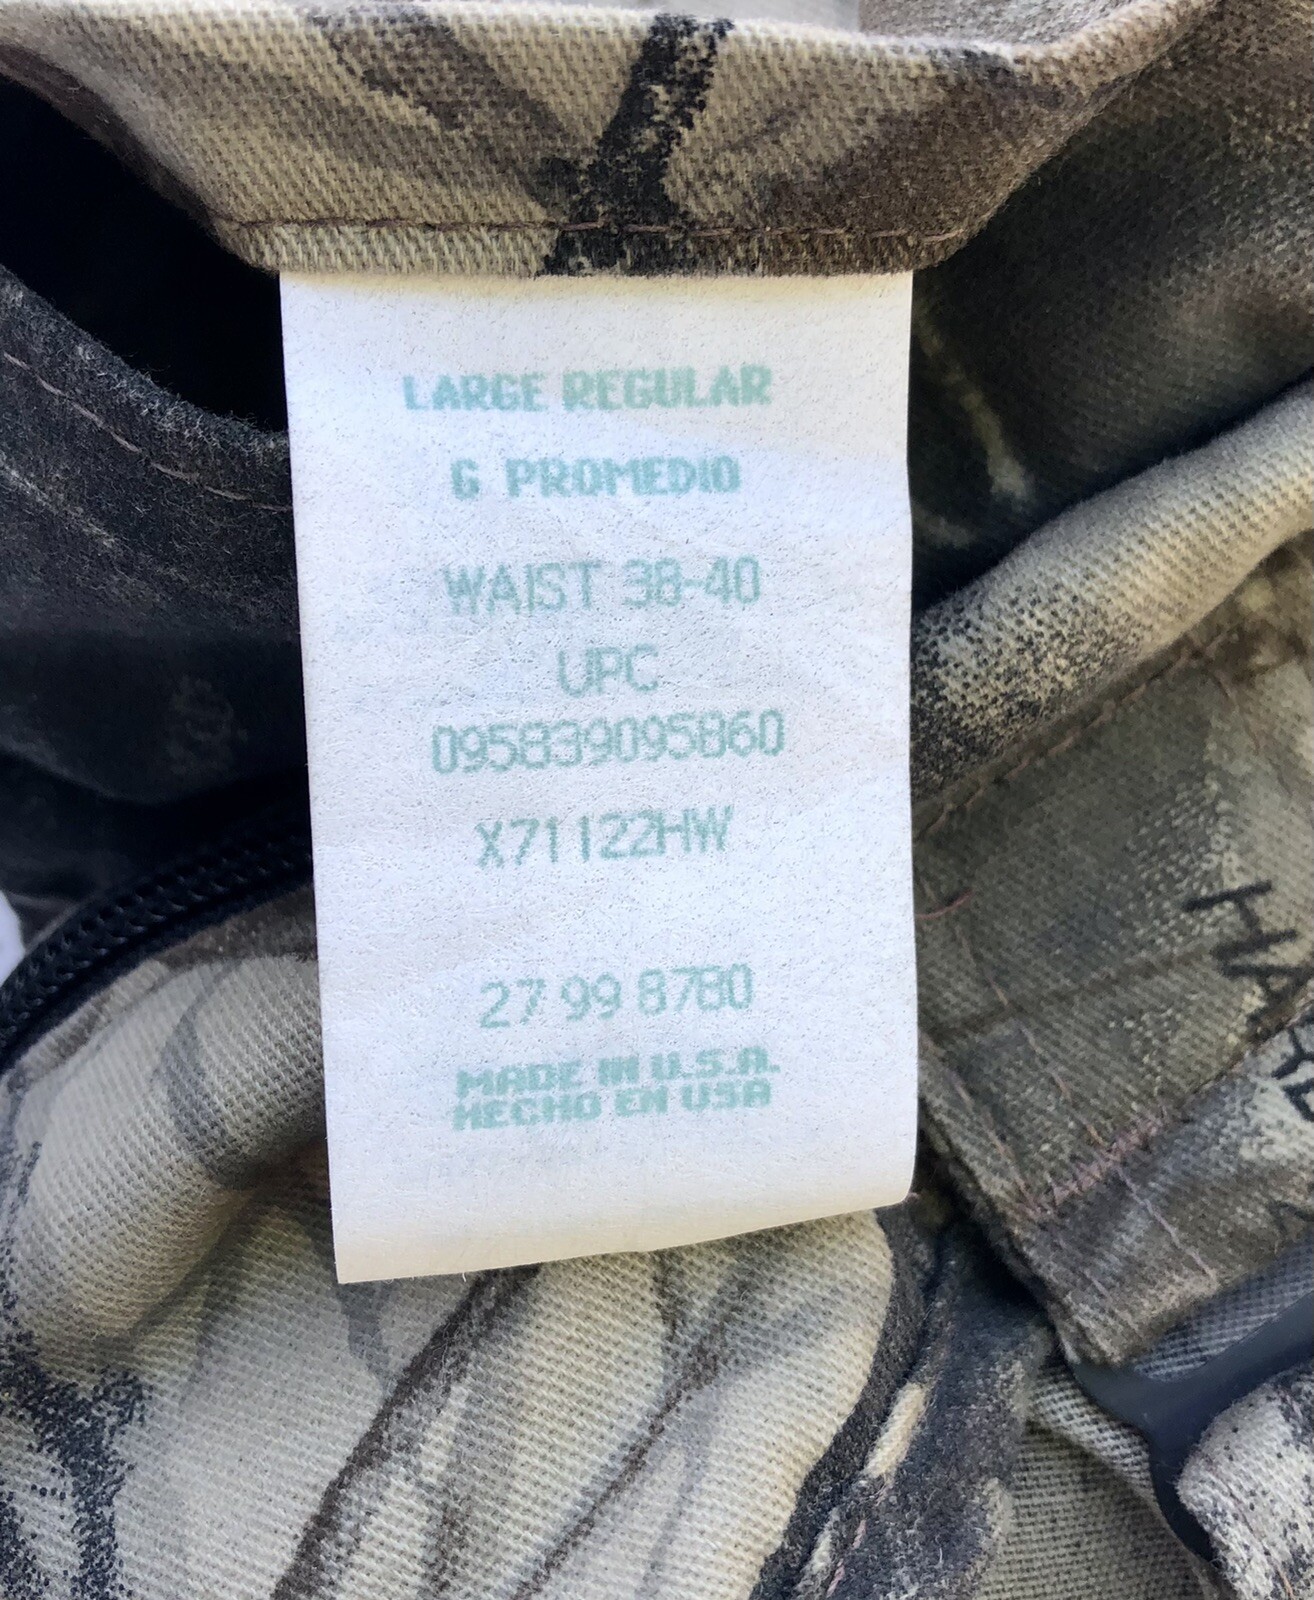 LARGE REGULAR
G PROMEDIO
WAIST 38-40
UPC
095839095860
X71122HW
27 99 8780
MADE IN U.S.A.
HECHO EN USA